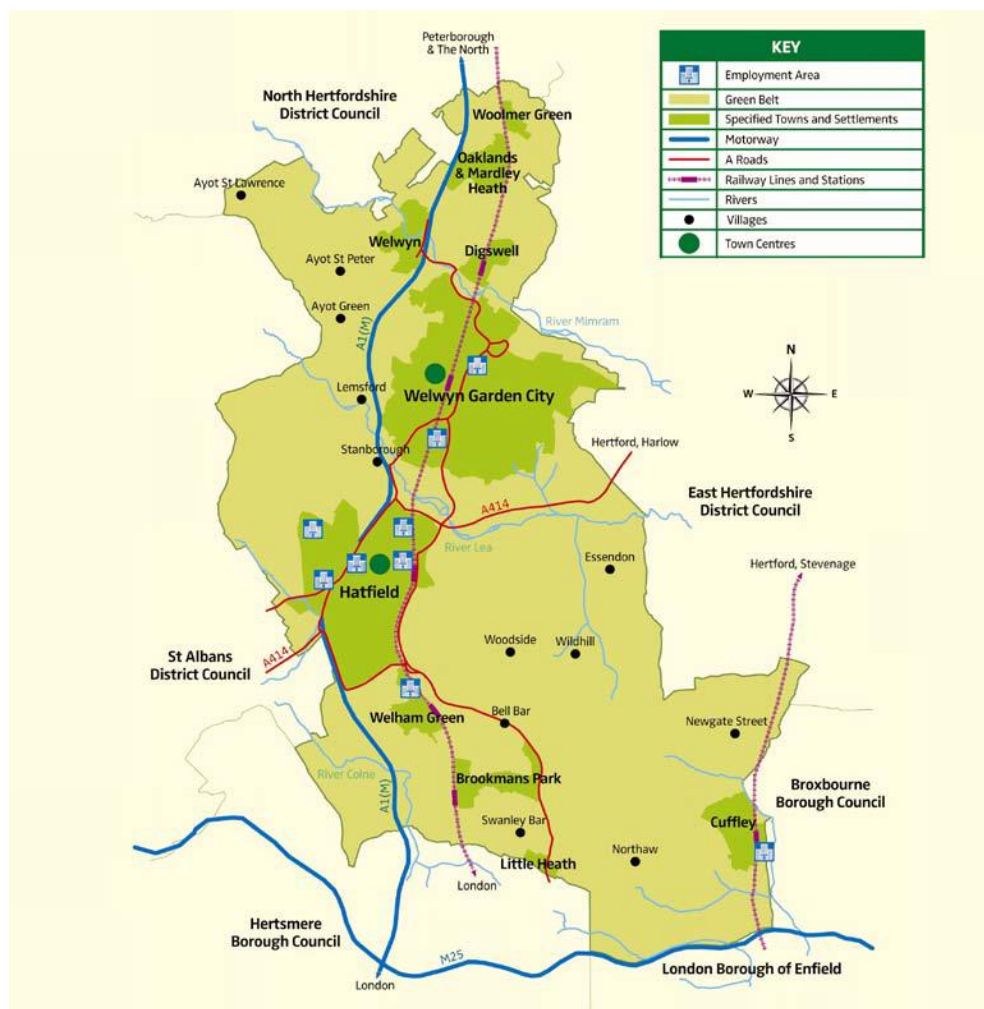 Peterborough
& The North
KEY
Employment Area
Green Belt
Specified Towns and Settlements
Motorway
A Roads
Railway Lines and Stations
Rivers
Villages
Town Centres
North Hertfordshire
District Council
Woolmer Green
Oaklands
& Mardley
Heath
Ayot St Lawrence
Welwyn
Digswell
Ayot St Peter
Ayot Green
River Mimram
A1(M)
N
W
E
S
Lemsford
Welwyn Garden City
Stanborough
Hertford, Harlow
A414
East Hertfordshire
District Council
River Lea
Essendon
Hertford, Stevenage
Hatfield
Woodside
Wildhill
St Albans
District Council
A414
Welham Green
Bell Bar
Newgate Street
River Colne
A1(M)
Brookmans Park
Broxbourne
Borough Council
Swanley Bar
Cuffley
Little Heath
Northaw
London
Hertsmere
Borough Council
M25
London
London Borough of Enfield